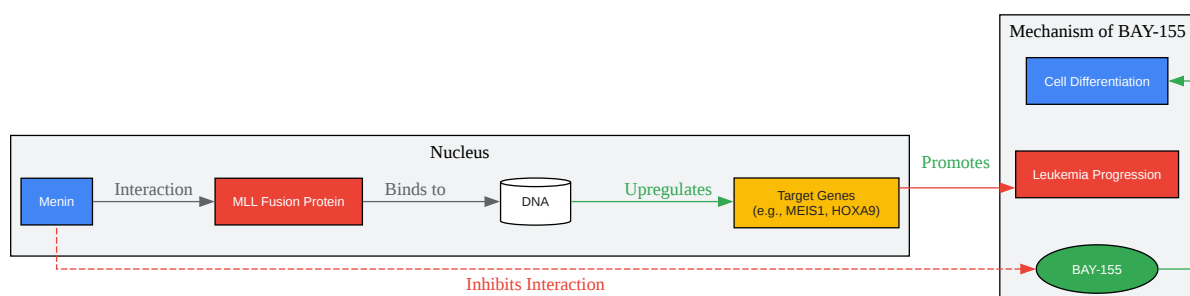 Mechanism of BAY-155
Cell Differentiation
Nucleus
Promotes
Menin
Interaction
MLL Fusion Protein
Binds to
DNA
Upregulates
Target Genes
(e.g., MEIS1, HOXA9)
Leukemia Progression
Inhibits Interaction
BAY-155